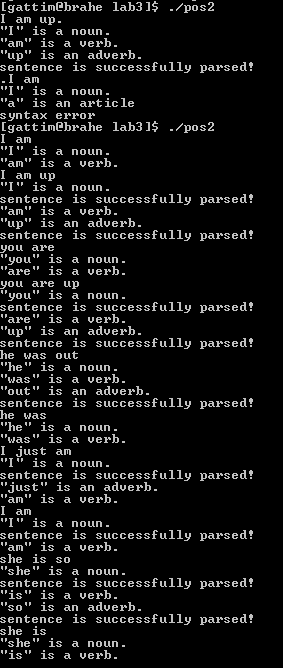 [gattim@brahe lab3]$ ./pos2
I am up.
"I" is a noun.
"am" is a verb.
"up" is an adverb.
sentence is successfully parsed!
.I am
"I" is a noun.
"a" is an article
syntax error
[gattim@brahe lab3]$ ./pos2
I am
"I" is a noun.
"am" is a verb.
I am up
"I" is a noun.
sentence is successfully parsed!
"am" is a verb.
"up" is an adverb.
sentence is successfully parsed!
you are
"you" is a noun.
"are" is a verb.
you are up
"you" is a noun.
sentence is successfully parsed!
"are" is a verb.
"up" is an adverb.
sentence is successfully parsed!
he was out
"he" is a noun.
"was" is a verb.
"out" is an adverb.
sentence is successfully parsed!
he was
"he" is a noun.
"was" is a verb.
I just am
"I" is a noun.
sentence is successfully parsed!
"just" is an adverb.
"am" is a verb.
I am
"I" is a noun.
sentence is successfully parsed!
"am" is a verb.
she is so
"she" is a noun.
sentence is successfully parsed!
"is" is a verb.
"so" is an adverb.
sentence is successfully parsed!
she is
"she" is a noun.
"is" is a verb.